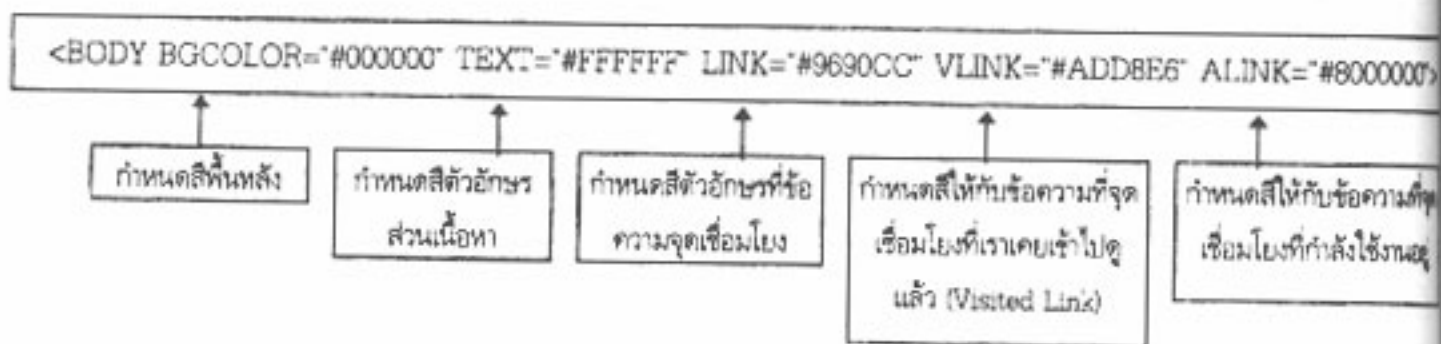 <BODY BGCOLOR="#000000" TEXT="#FFFFFF" LINK="#9690CC" VLINK="#ADD8E6" ALINK="#8000000">
กำหนดสีพื้นหลัง
กำหนดสีตัวอักษร
ส่วนเนื้อหา
กำหนดสีตัวอักษรที่ข้อ
ความจุดเชื่อมโยง
กำหนดสีให้กับข้อความที่จุด
เชื่อมโยงที่เราเคยเข้าไปดู
แล้ว (Visited Link)
กำหนดสีให้กับข้อความที่จุ
เชื่อมโยงที่กำลังใช้งานอยู่